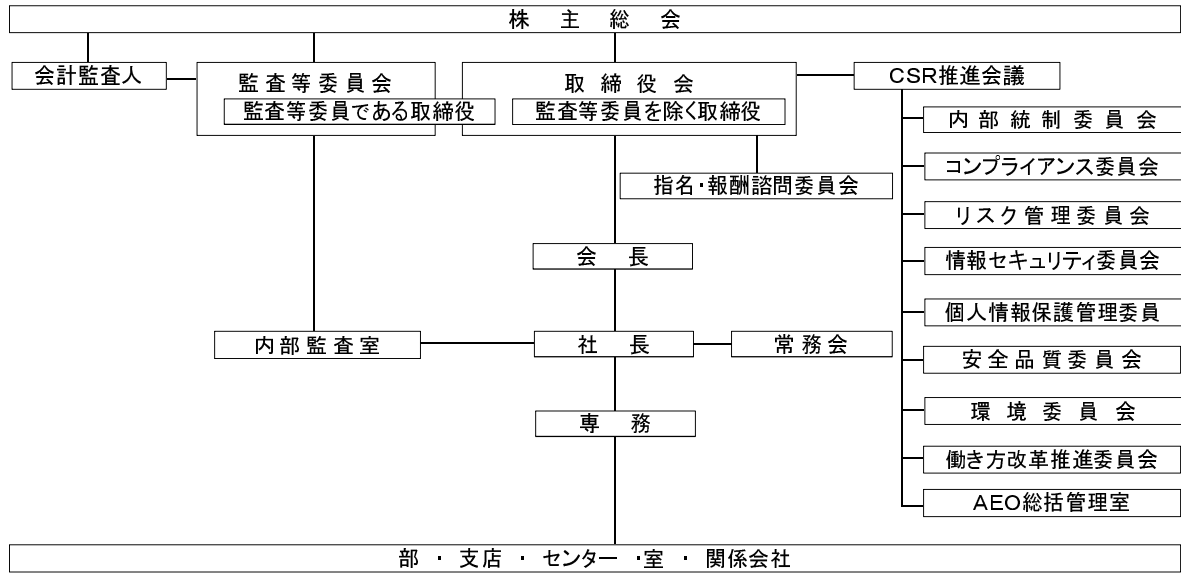 株 主 総 会
会計監査人
監 査 等 委 員 会
監査等委員である取締役
取 締 役 会
監査等委員を除く取締役
CSR推進会議
内 部 統 制 委 員 会
コンプライアンス委員会
指名・報酬諮問委員会
リ ス ク 管 理 委 員 会
会 長
情報セキュリティ委員会
個人情報保護管理委員
内 部 監 査 室
社 長
常 務 会
安 全 品 質 委 員 会
環 境 委 員 会
専 務
働き方改革推進委員会
AEO総括管理室
部 ・ 支店 ・ センター ・室 ・ 関係会社